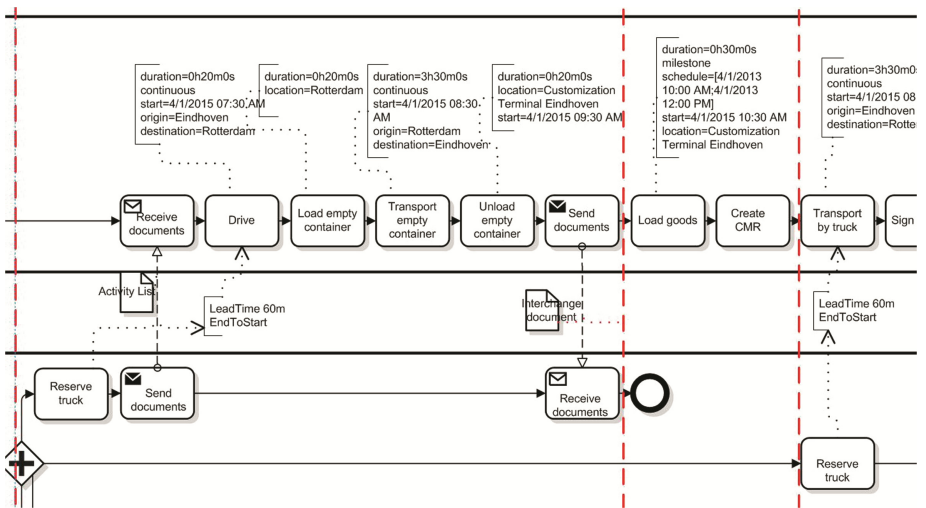 duration=0h20m0s
continuous
start=4/1/2015 07:30 AM
origin=Eindhoven
destination=Rotterdam
duration=0h20m0s
location=Rotterdam
duration=3h30m0s
continuous
start=4/1/2015 08:30
AM
origin=Rotterdam
destination=Eindhoven
duration=0h20m0s
location=Customization
Terminal Eindhoven
start=4/1/2015 09:30 AM
duration=0h30m0s
milestone
schedule=[4/1/2013
10:00 AM;4/1/2013
12:00 PM]
start=4/1/2015 10:30 AM
location=Customization
Terminal Eindhoven
duration=3h30m0s
continuous
start=4/1/2015 08
origin=Eindhoven
destination=Rotte
Receive
documents
Drive
Load empty
container
Transport
empty
container
Unload
empty
container
Send
documents
Load goods
Create
CMR
Transport
by truck
Sign
Activity List
LeadTime 60m
EndToStart
Interchange
document
LeadTime 60m
EndToStart
Reserve
truck
Send
documents
Receive
documents
Reserve
truck